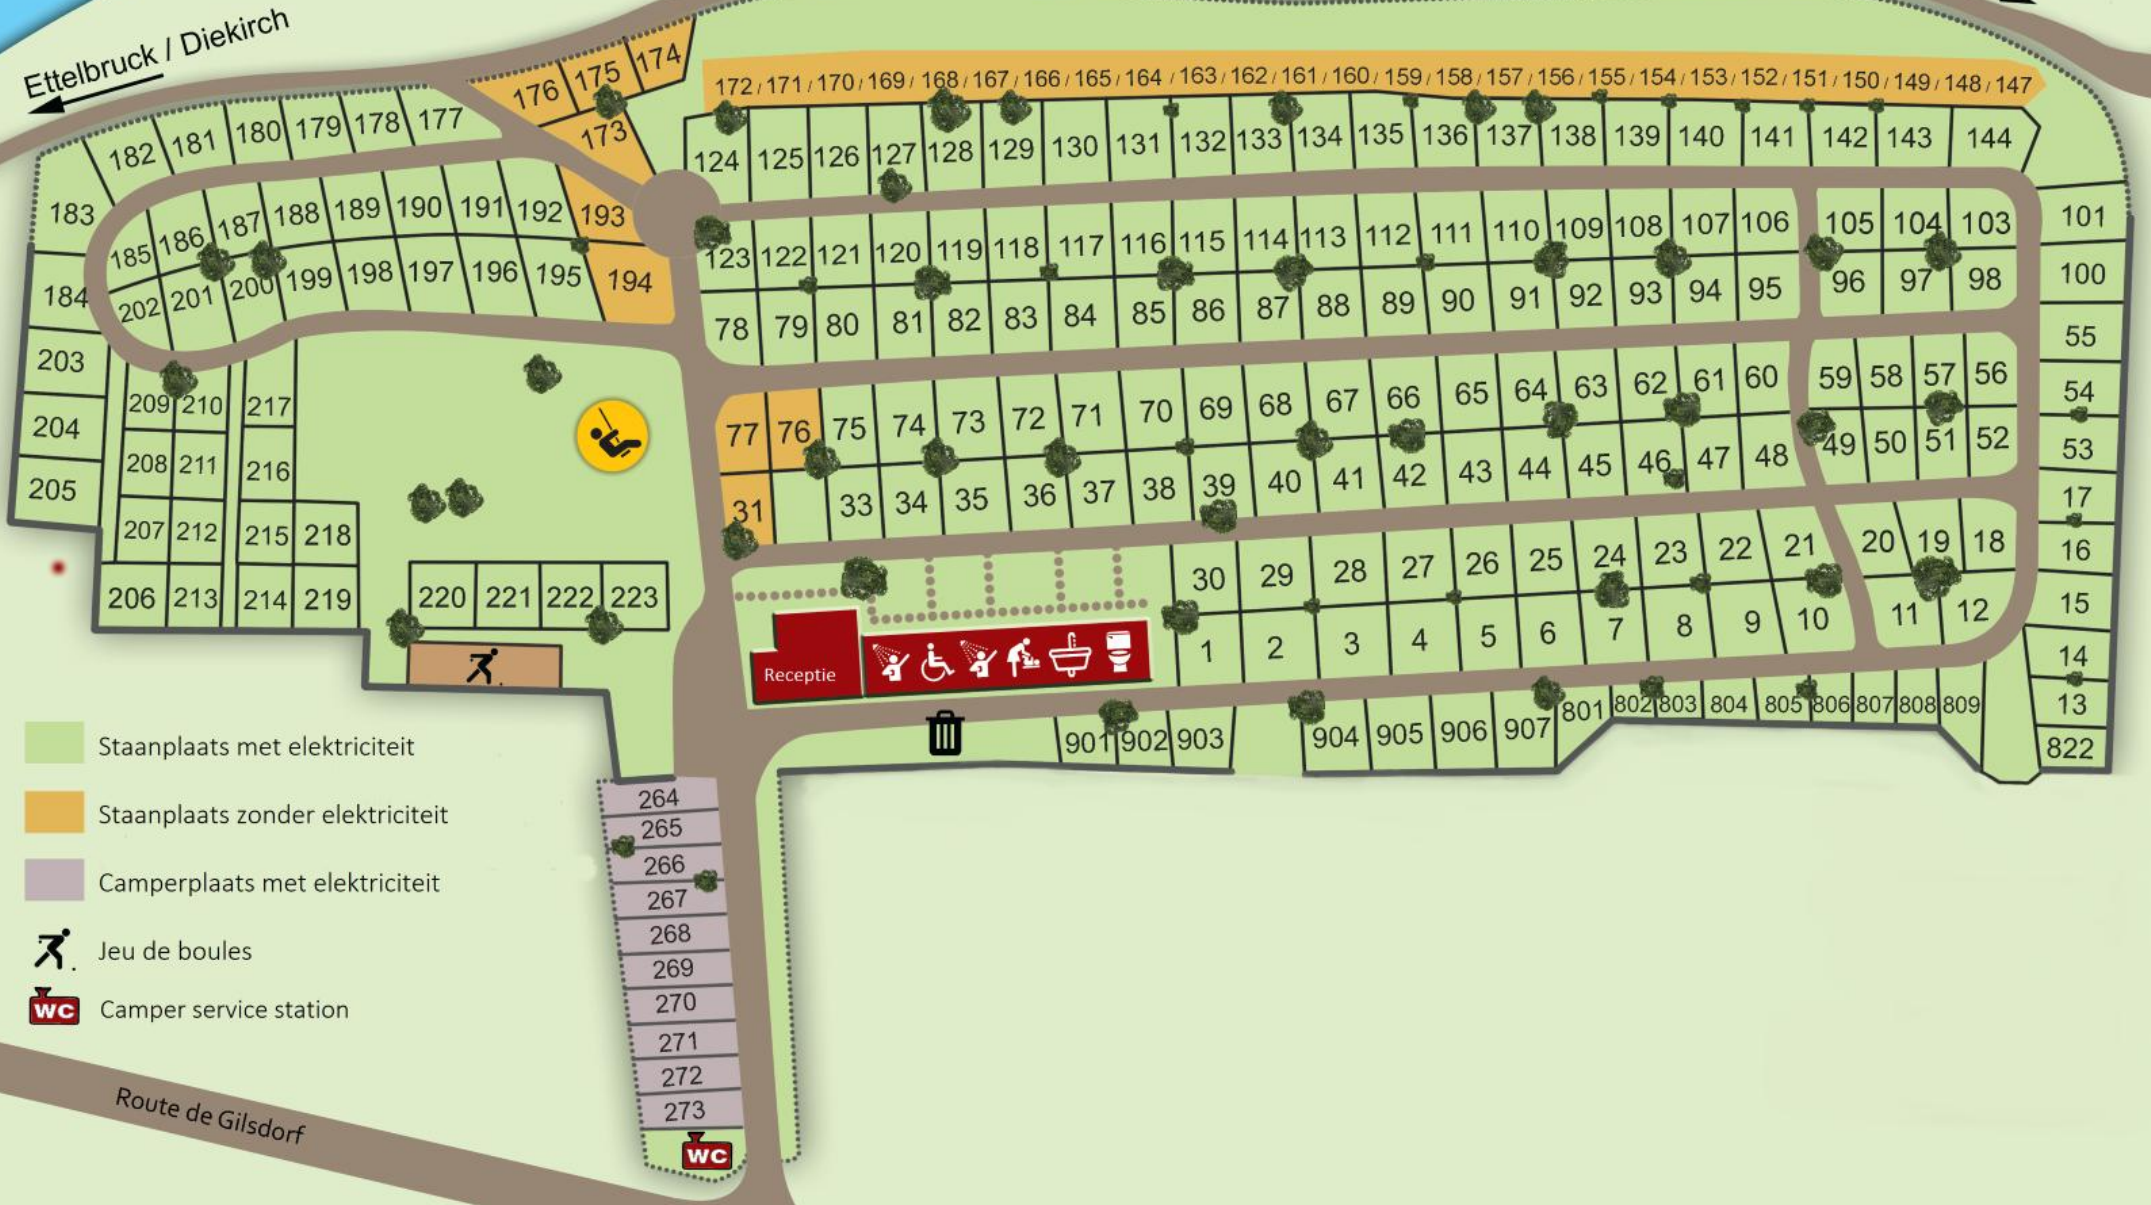 Ettelbruck / Diekirch
176 175 174
173
172 / 171 / 170 / 169 / 168 / 167 / 166 / 165 / 164 / 163 / 162 / 161 / 160 / 159 / 158 / 157 / 156 / 155 / 154 / 153 / 152 / 151 / 150 / 149 / 148 / 147
182 181 180 179 178 177
124 125 126 127 128 129 130 131 132 133 134 135 136 137 138 139 140 141 142 143 144
183
185 186 187 188 189 190 191 192 193
123 122 121 120 119 118 117 116 115 114 113 112 111 110 109 108 107 106 105 104 103
101
184
202 201 200 199 198 197 196 195 194
78 79 80 81 82 83 84 85 86 87 88 89 90 91 92 93 94 95 96 97 98
100
55
203
209 210 217
77 76 75 74 73 72 71 70 69 68 67 66 65 64 63 62 61 60 59 58 57 56
54
204
208 211 216
31 33 34 35 36 37 38 39 40 41 42 43 44 45 46 47 48 49 50 51 52
53
205
17
207 212 215 218
30 29 28 27 26 25 24 23 22 21 20 19 18
16
206 213 214 219
220 221 222 223
1 2 3 4 5 6 7 8 9 10 11 12
15
14
Receptie
901 902 903 904 905 906 907 801 802 803 804 805 806 807 808 809
13
822
Staanplaats met elektriciteit
Staanplaats zonder elektriciteit
Camperplaats met elektriciteit
Jeu de boules
WC Camper service station
264
265
266
267
268
269
270
271
272
273
WC
Route de Gilsdorf